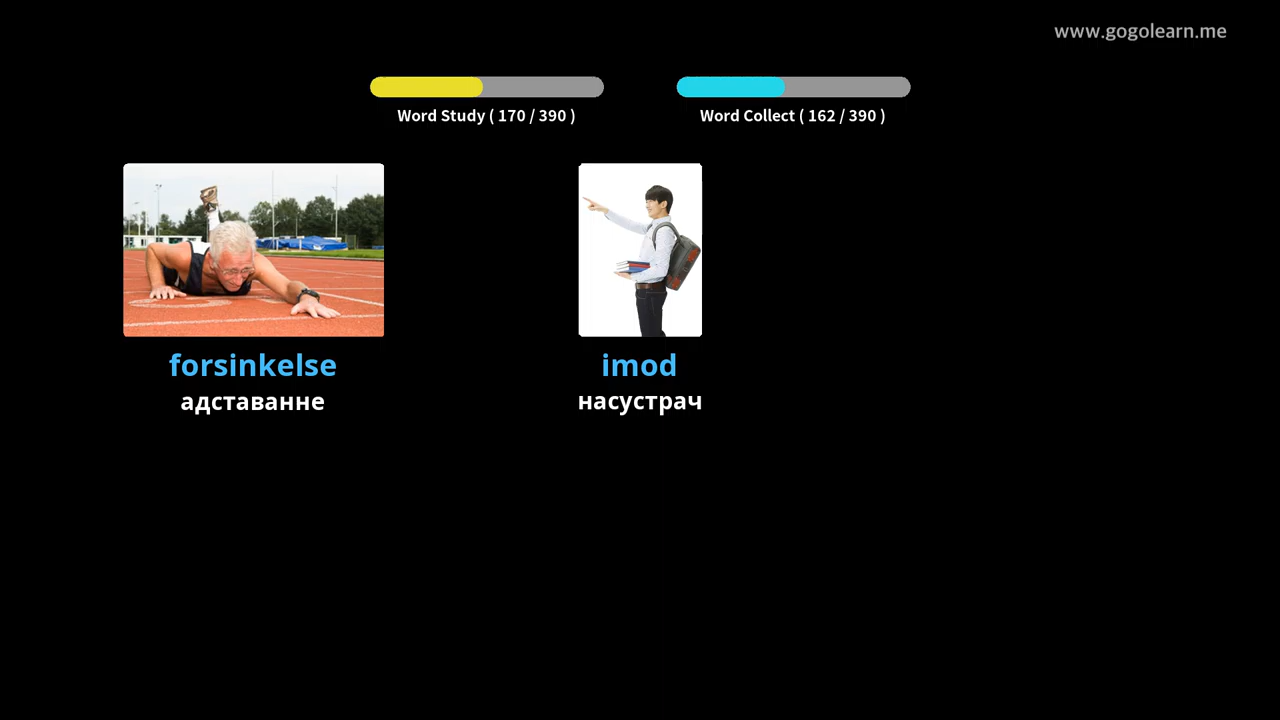 www.gogolearn.me
Word Study ( 170 / 390 )
Word Collect ( 162 / 390 )
forsinkelse
адставанне
imod
насустрач